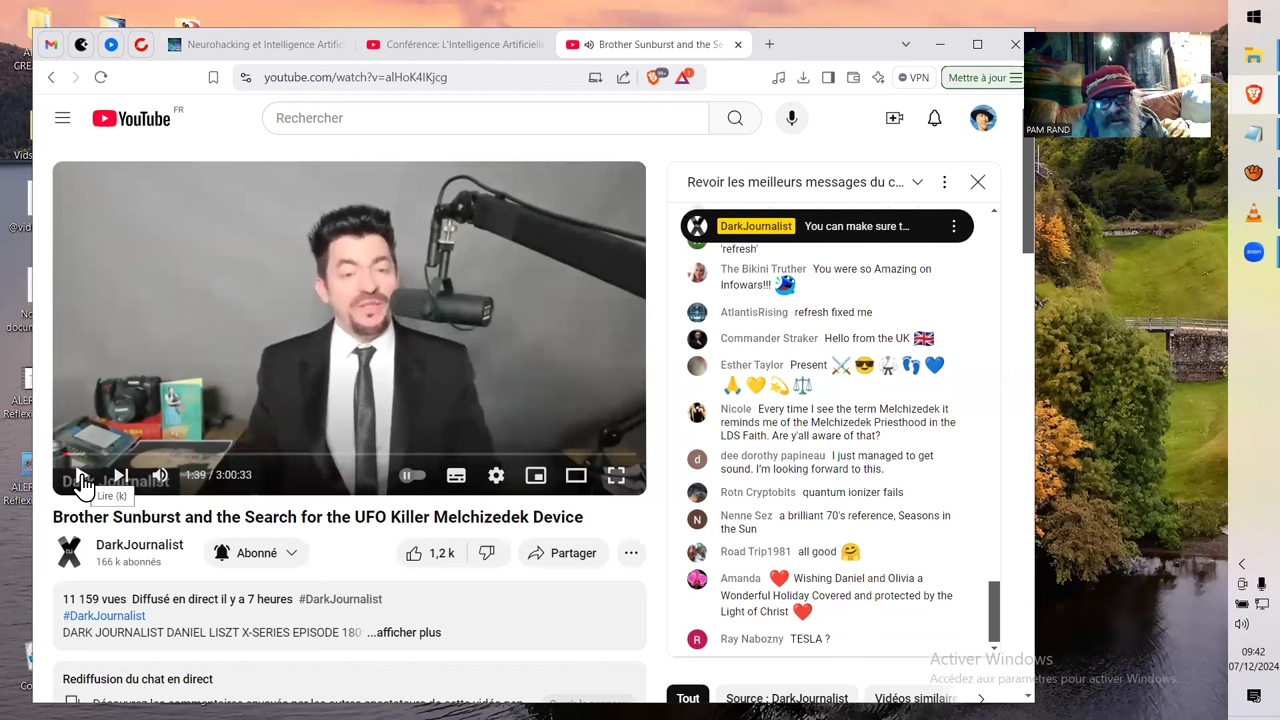 Neurohacking et Intelligence Artifi
Conférence: L'Intelligence Artificielle
Brother Sunburst and the Se
youtube.com/watch?v=alHoK4IKjcg
99+
1
VPN
Mettre à jour
PAM RAND
YouTube FR
Rechercher
Revoir les meilleurs messages du c...
DarkJournalist You can make sure t...
'refresh'
The Bikini Truther You were so Amazing on
Infowars!!!
AtlantisRising refresh fixed me
Commander Straker Hello from the UK
Esther Taylor Present
Nicole Every time I see the term Melchizedek it
reminds me of the Melchizedek Priesthood in the
LDS Faith. Are y'all aware of that?
dee dorothy papineau I just managed to get
sound. I'm looking forward to this.
Rotn Cryptobits quantum ionizer fails
Nenne Sez a brilliant 70's reference, Seasons in
the Sun
Road Trip1981 all good
Amanda Wishing Daniel and Olivia a
Wonderful Holiday Covered and protected by the
Light of Christ
Ray Nabozny TESLA ?
1:39 / 3:00:33
Lire (k)
Brother Sunburst and the Search for the UFO Killer Melchizedek Device
DarkJournalist
166 k abonnés
Abonné
1,2 k
Partager
11 159 vues Diffusé en direct il y a 7 heures #DarkJournalist
#DarkJournalist
DARK JOURNALIST DANIEL LISZT X-SERIES EPISODE 180 ...afficher plus
Rediffusion du chat en direct
Tout
Source : DarkJournalist
Vidéos similaire
Activer Windows
Accédez aux paramètres pour activer Windows.
09:42
07/12/2024